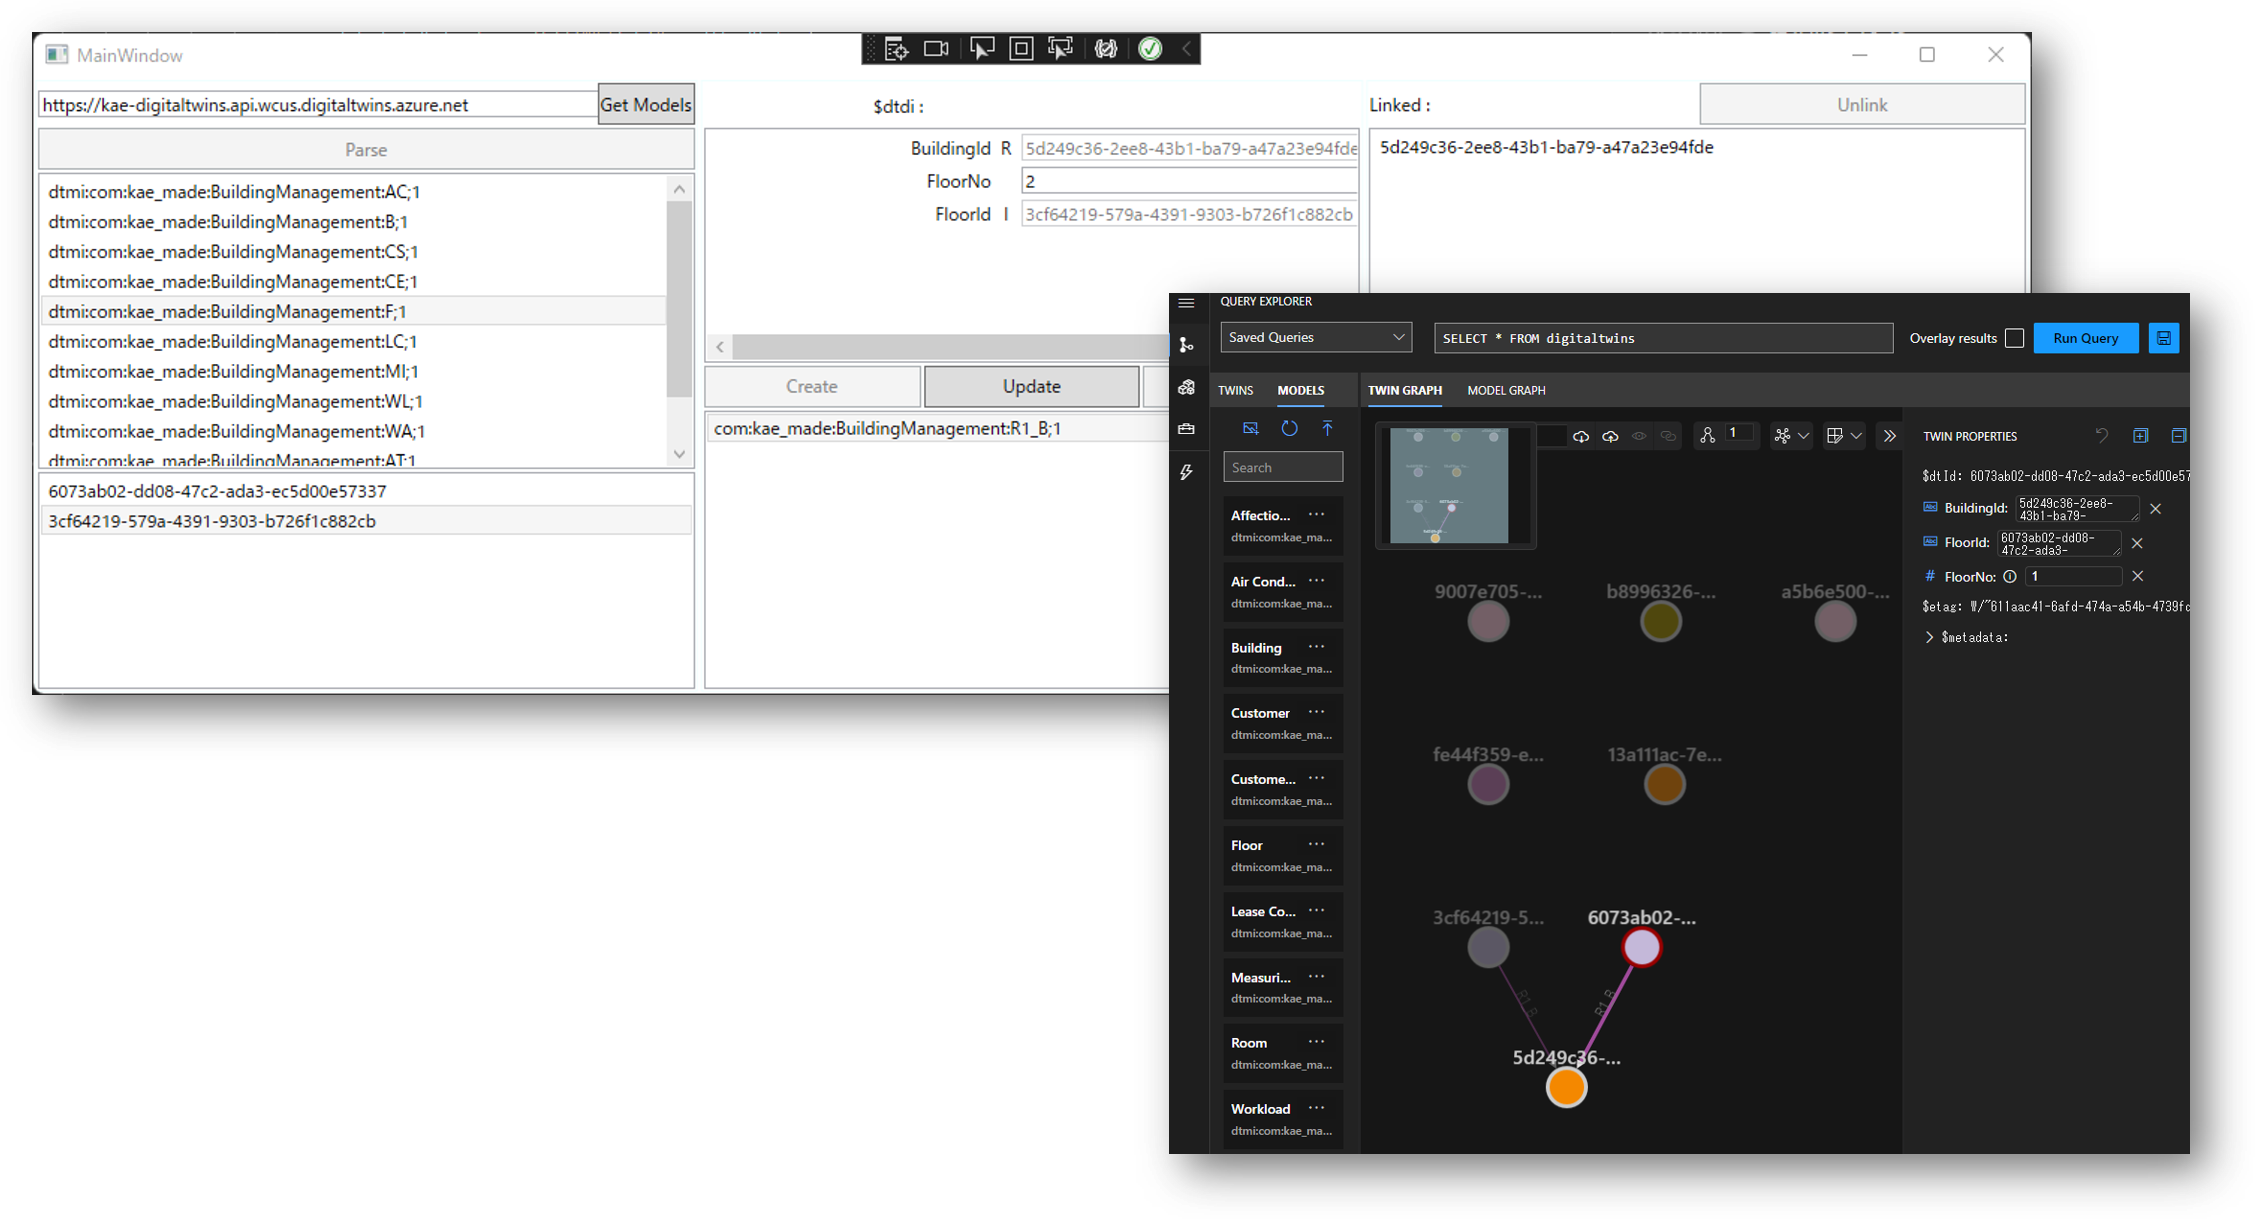 MainWindow
https://kae-digitaltwins.api.wcus.digitaltwins.azure.net
Get Models
Parse
dtmi:com:kae_made:BuildingManagement:AC;1
dtmi:com:kae_made:BuildingManagement:B;1
dtmi:com:kae_made:BuildingManagement:CS;1
dtmi:com:kae_made:BuildingManagement:CE;1
dtmi:com:kae_made:BuildingManagement:F;1
dtmi:com:kae_made:BuildingManagement:LC;1
dtmi:com:kae_made:BuildingManagement:MI;1
dtmi:com:kae_made:BuildingManagement:WL;1
dtmi:com:kae_made:BuildingManagement:WA;1
dtmi:com:kae_made:BuildingManagement:AT;1
6073ab02-dd08-47c2-ada3-ec5d00e57337
3cf64219-579a-4391-9303-b726f1c882cb
$dtdi :
BuildingId R 5d249c36-2ee8-43b1-ba79-a47a23e94fde
FloorNo 2
FloorId I 3cf64219-579a-4391-9303-b726f1c882cb
Create
Update
com:kae_made:BuildingManagement:R1_B;1
Linked :
Unlink
5d249c36-2ee8-43b1-ba79-a47a23e94fde
QUERY EXPLORER
Saved Queries
SELECT * FROM digitaltwins
Overlay results
Run Query
TWINS
MODELS
TWIN GRAPH
MODEL GRAPH
Search
Affectio... ...
dtmi:com:kae_ma...
Air Cond... ...
dtmi:com:kae_ma...
Building ...
dtmi:com:kae_ma...
Customer ...
dtmi:com:kae_ma...
Custome... ...
dtmi:com:kae_ma...
Floor ...
dtmi:com:kae_ma...
Lease Co... ...
dtmi:com:kae_ma...
Measuri... ...
dtmi:com:kae_ma...
Room ...
dtmi:com:kae_ma...
Workload ...
dtmi:com:kae_ma...
1
9007e705-...
b8996326-...
a5b6e500-...
fe44f359-e...
13a111ac-7e...
3cf64219-5...
6073ab02-...
R1_B
R1_B
5d249c36-...
TWIN PROPERTIES
$dtId: 6073ab02-dd08-47c2-ada3-ec5d00e57
BuildingId: 5d249c36-2ee8-
43b1-ba79-
FloorId: 6073ab02-dd08-
47c2-ada3-
# FloorNo: 1
$etag: W/"611aac41-6afd-474a-a54b-4739fc
$metadata: